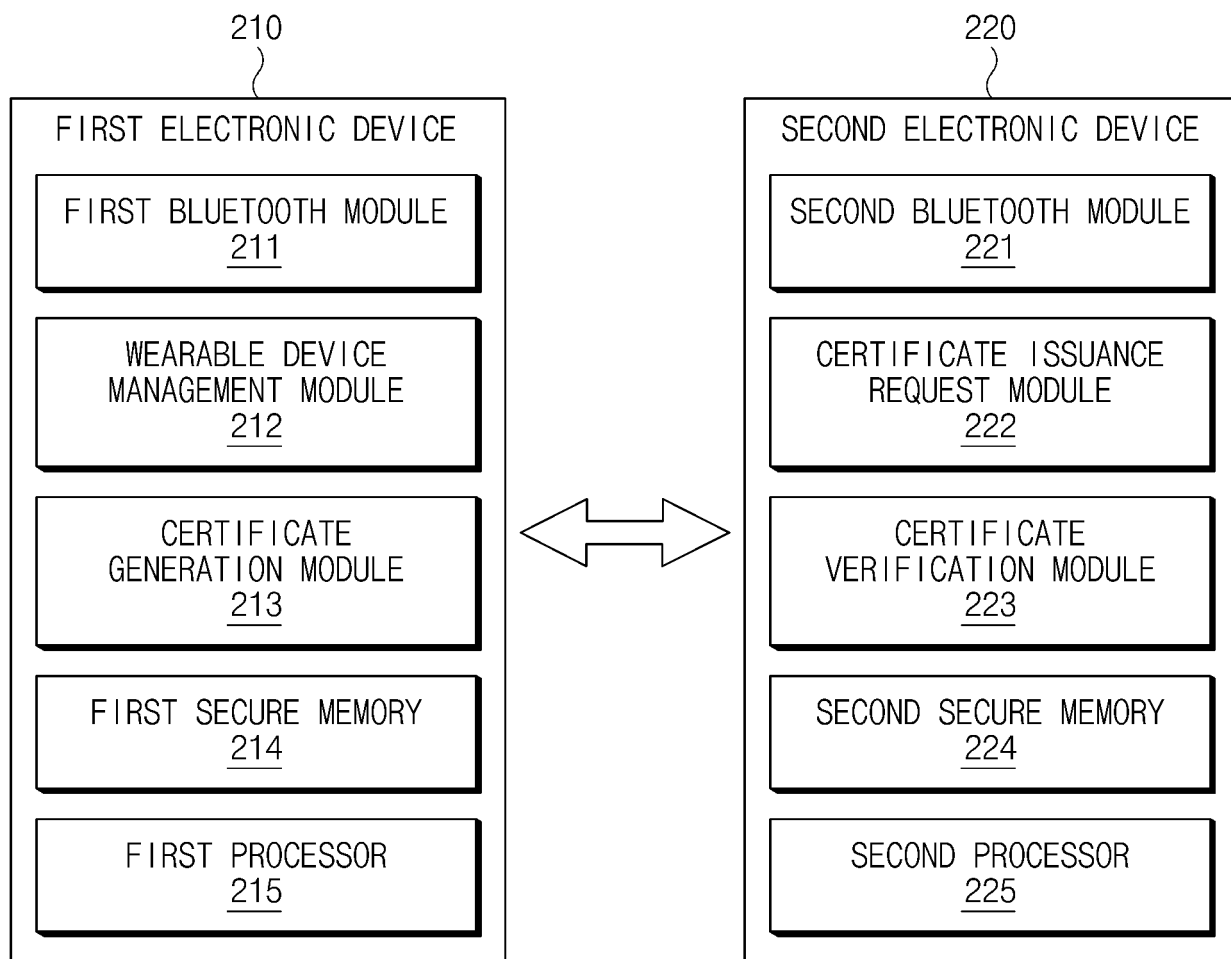 210
FIRST ELECTRONIC DEVICE
FIRST BLUETOOTH MODULE
211
WEARABLE DEVICE
MANAGEMENT MODULE
212
CERTIFICATE
GENERATION MODULE
213
FIRST SECURE MEMORY
214
FIRST PROCESSOR
215
220
SECOND ELECTRONIC DEVICE
SECOND BLUETOOTH MODULE
221
CERTIFICATE ISSUANCE
REQUEST MODULE
222
CERTIFICATE
VERIFICATION MODULE
223
SECOND SECURE MEMORY
224
SECOND PROCESSOR
225